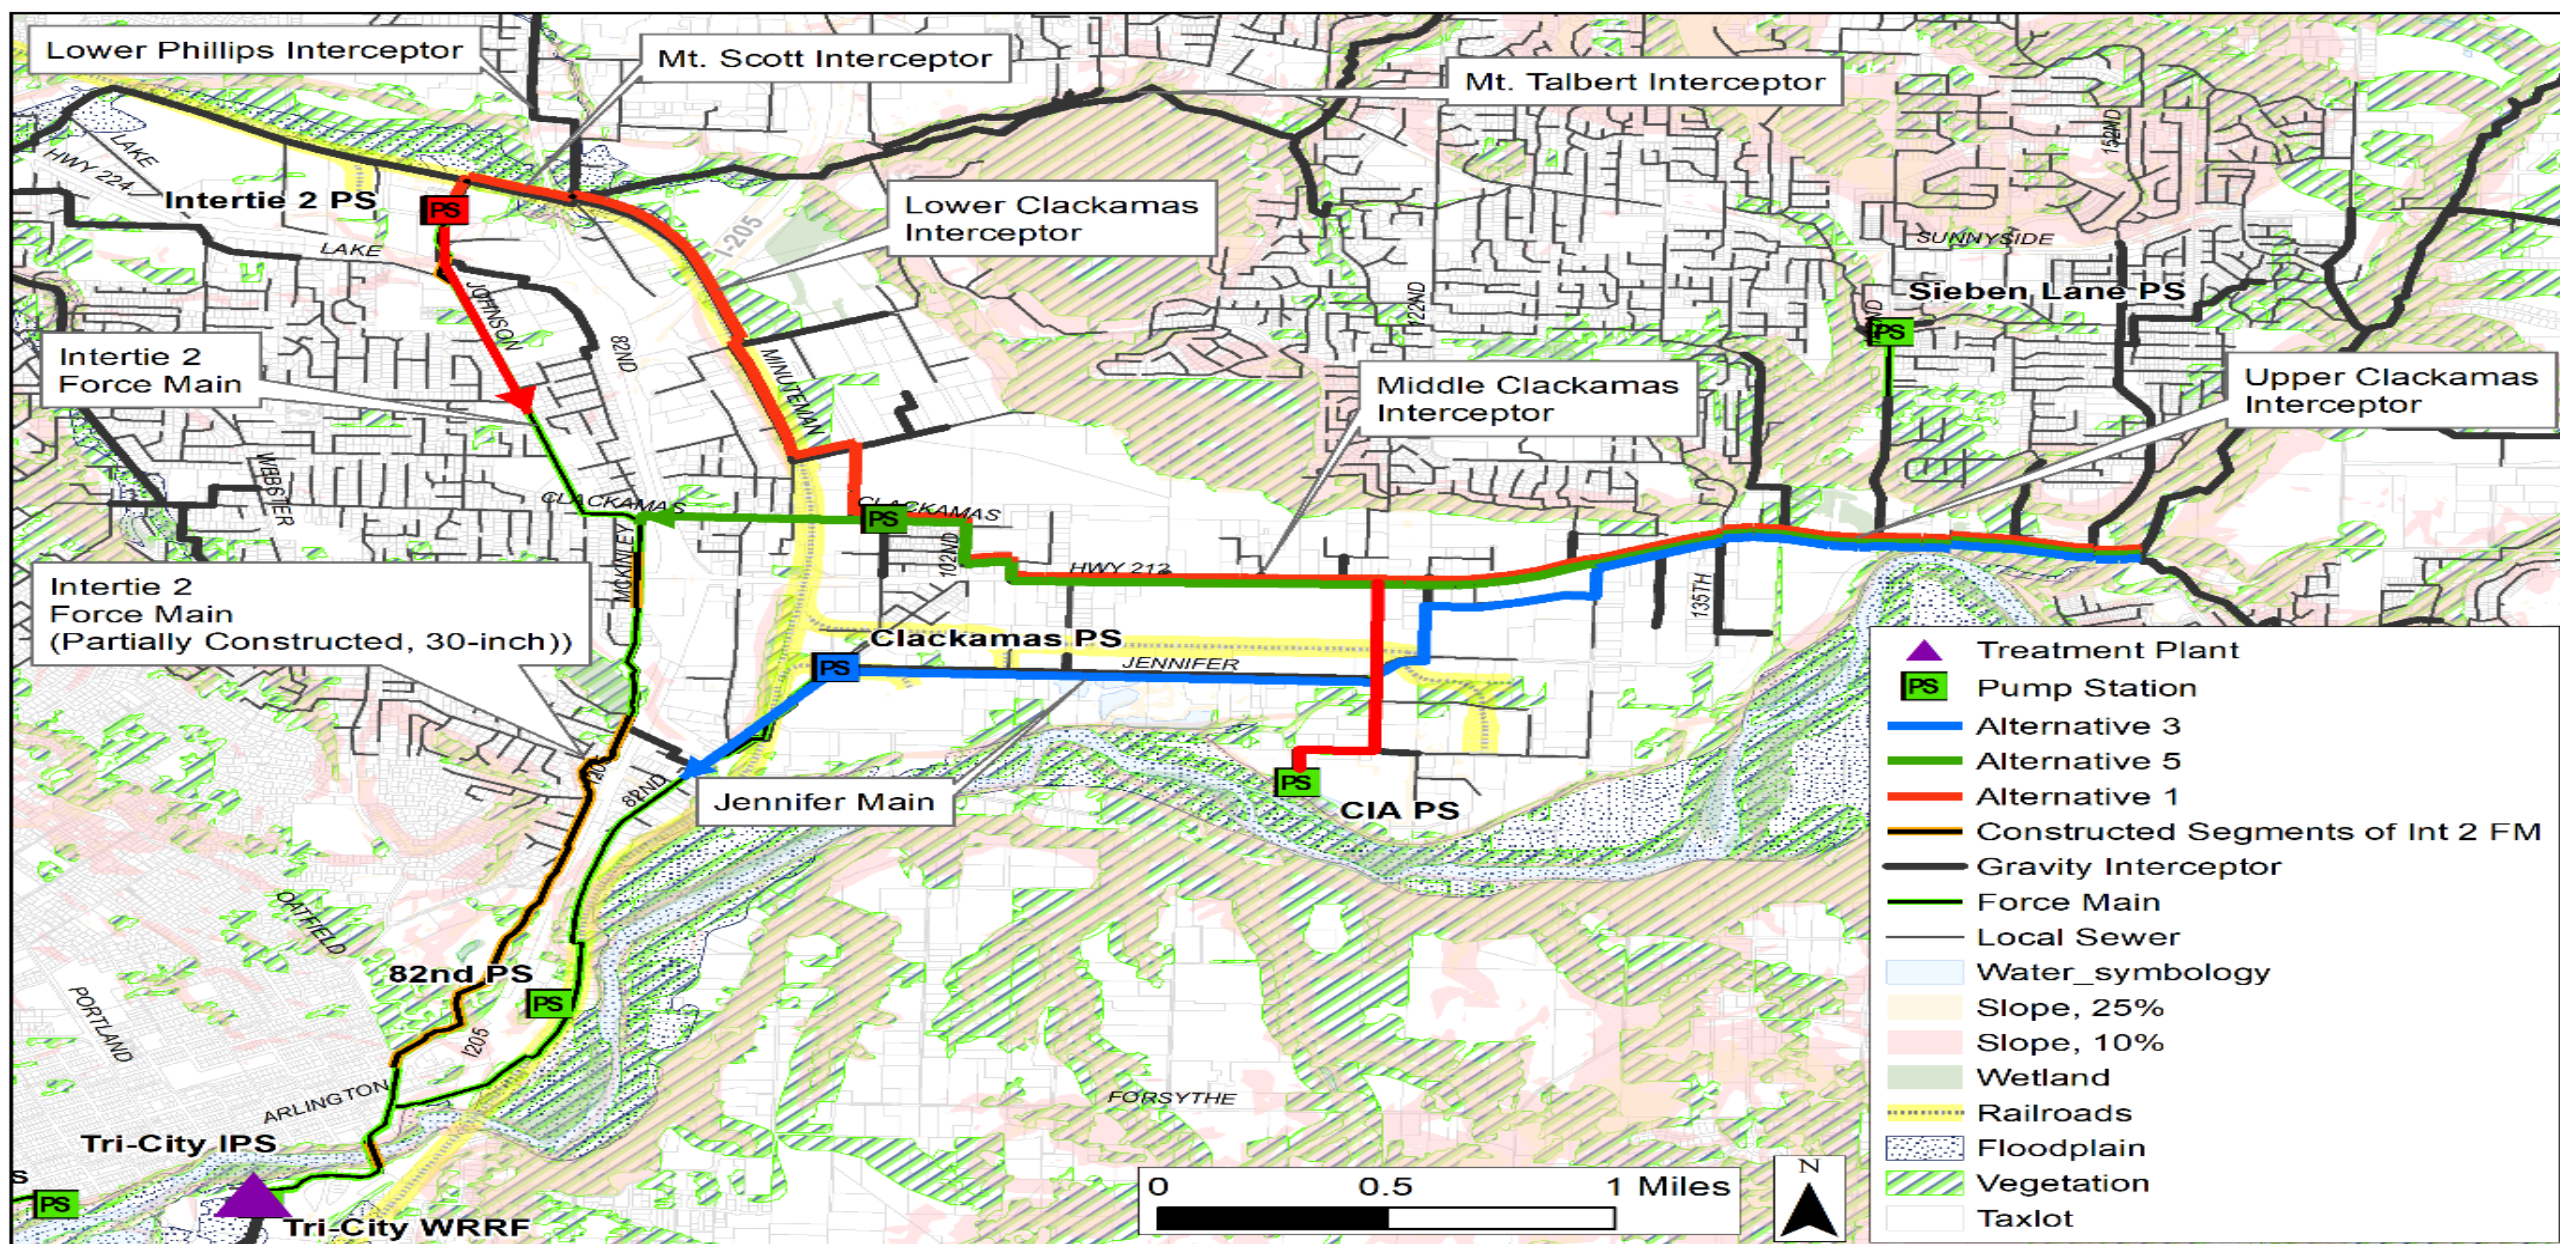 Lower Phillips Interceptor
Mt. Scott Interceptor
Mt. Talbert Interceptor
LAKE
HWY 224
152ND
Intertie 2 PS
PS
Lower Clackamas
Interceptor
I-205
LAKE
SUNNYSIDE
JOHNSON
122ND
Sieben Lane PS
PS
82ND
Intertie 2
Force Main
MINUTEMAN
Middle Clackamas
Interceptor
Upper Clackamas
Interceptor
WEBSTER
CLACKAMAS
CLACKAMAS
PS
102ND
HWY 212
MCKINLEY
135TH
Intertie 2
Force Main
(Partially Constructed, 30-inch))
Clackamas PS
PS
JENNIFER
I205
82ND
Jennifer Main
PS
CIA PS
OATFIELD
82nd PS
PS
PORTLAND
I205
ARLINGTON
FORSYTHE
Tri-City IPS
S
PS
Tri-City WRRF
0 0.5 1 Miles
N
Treatment Plant
PS Pump Station
Alternative 3
Alternative 5
Alternative 1
Constructed Segments of Int 2 FM
Gravity Interceptor
Force Main
Local Sewer
Water_symbology
Slope, 25%
Slope, 10%
Wetland
Railroads
Floodplain
Vegetation
Taxlot